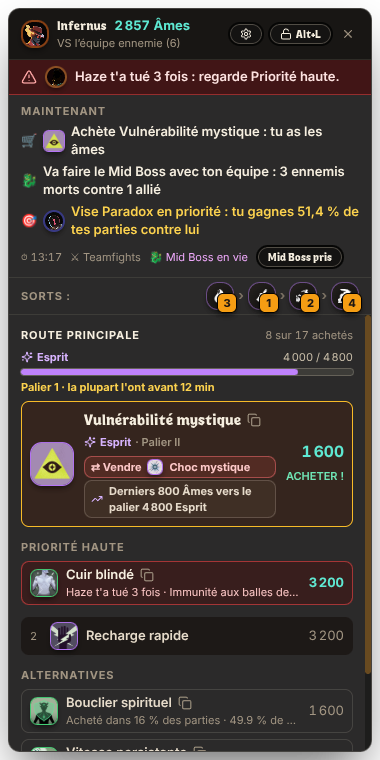 Infernus 2 857 Âmes
VS l'équipe ennemie (6)
Alt+L
Haze t'a tué 3 fois : regarde Priorité haute.
MAINTENANT
Achète Vulnérabilité mystique : tu as les
âmes
Va faire le Mid Boss avec ton équipe : 3 ennemis
morts contre 1 allié
Vise Paradox en priorité : tu gagnes 51,4 % de
tes parties contre lui
13:17 Teamfights Mid Boss en vie Mid Boss pris
SORTS :
3 1 2 4
ROUTE PRINCIPALE 8 sur 17 achetés
Esprit 4 000 / 4 800
Palier 1 · la plupart l'ont avant 12 min
Vulnérabilité mystique
Esprit · Palier II
1 600
Vendre Choc mystique
ACHETER !
Derniers 800 Âmes vers le
palier 4 800 Esprit
PRIORITÉ HAUTE
Cuir blindé
3 200
Haze t'a tué 3 fois · Immunité aux balles de…
2 Recharge rapide 3 200
ALTERNATIVES
Bouclier spirituel
1 600
Acheté dans 16 % des parties · 49.9 % de …